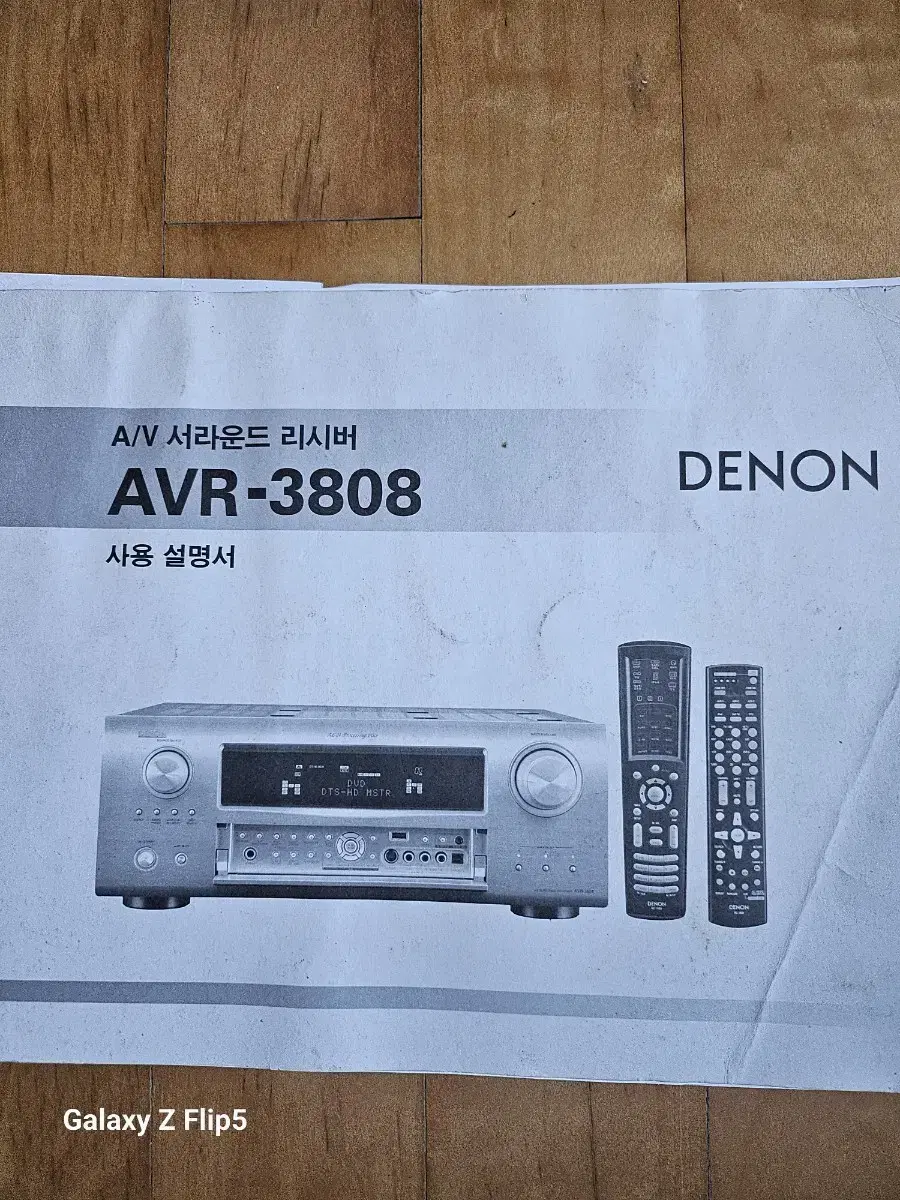 A/V 서라운드 리시버
AVR-3808
DENON
사용 설명서
DVD
DTS-HD MSTR
DENON
DENON
Galaxy Z Flip5